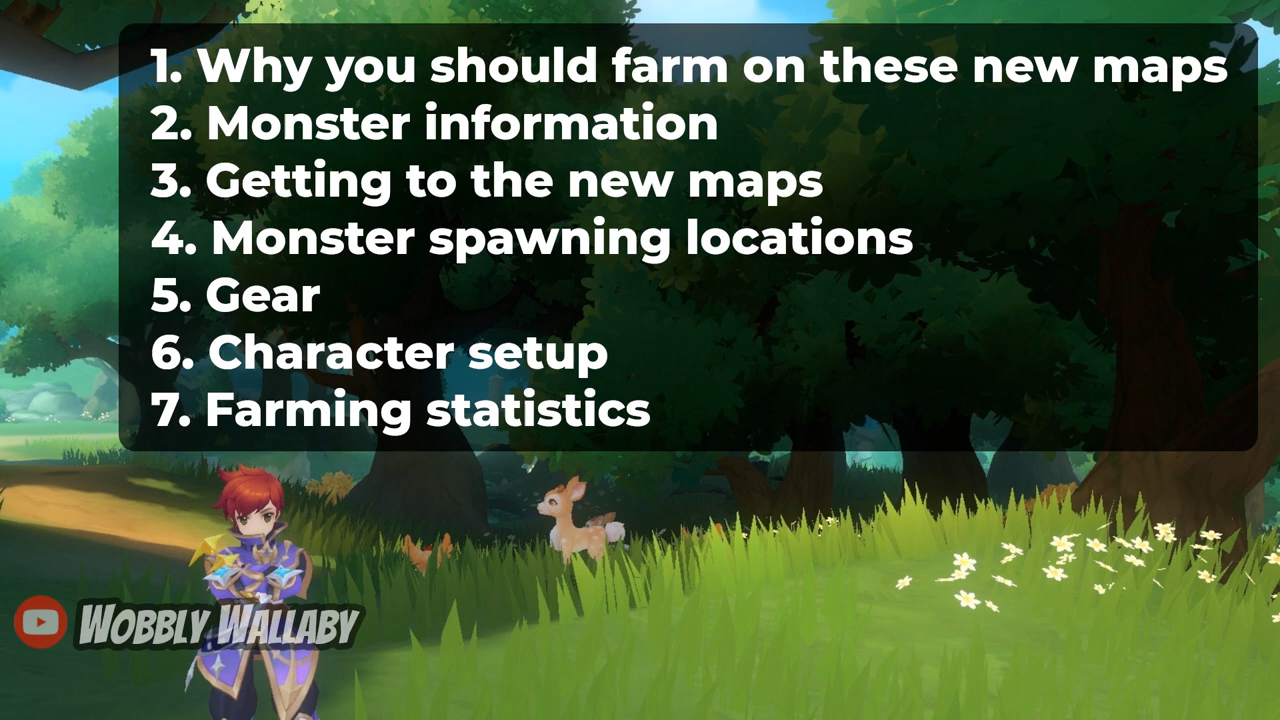 1. Why you should farm on these new maps
2. Monster information
3. Getting to the new maps
4. Monster spawning locations
5. Gear
6. Character setup
7. Farming statistics
Wobbly Wallaby